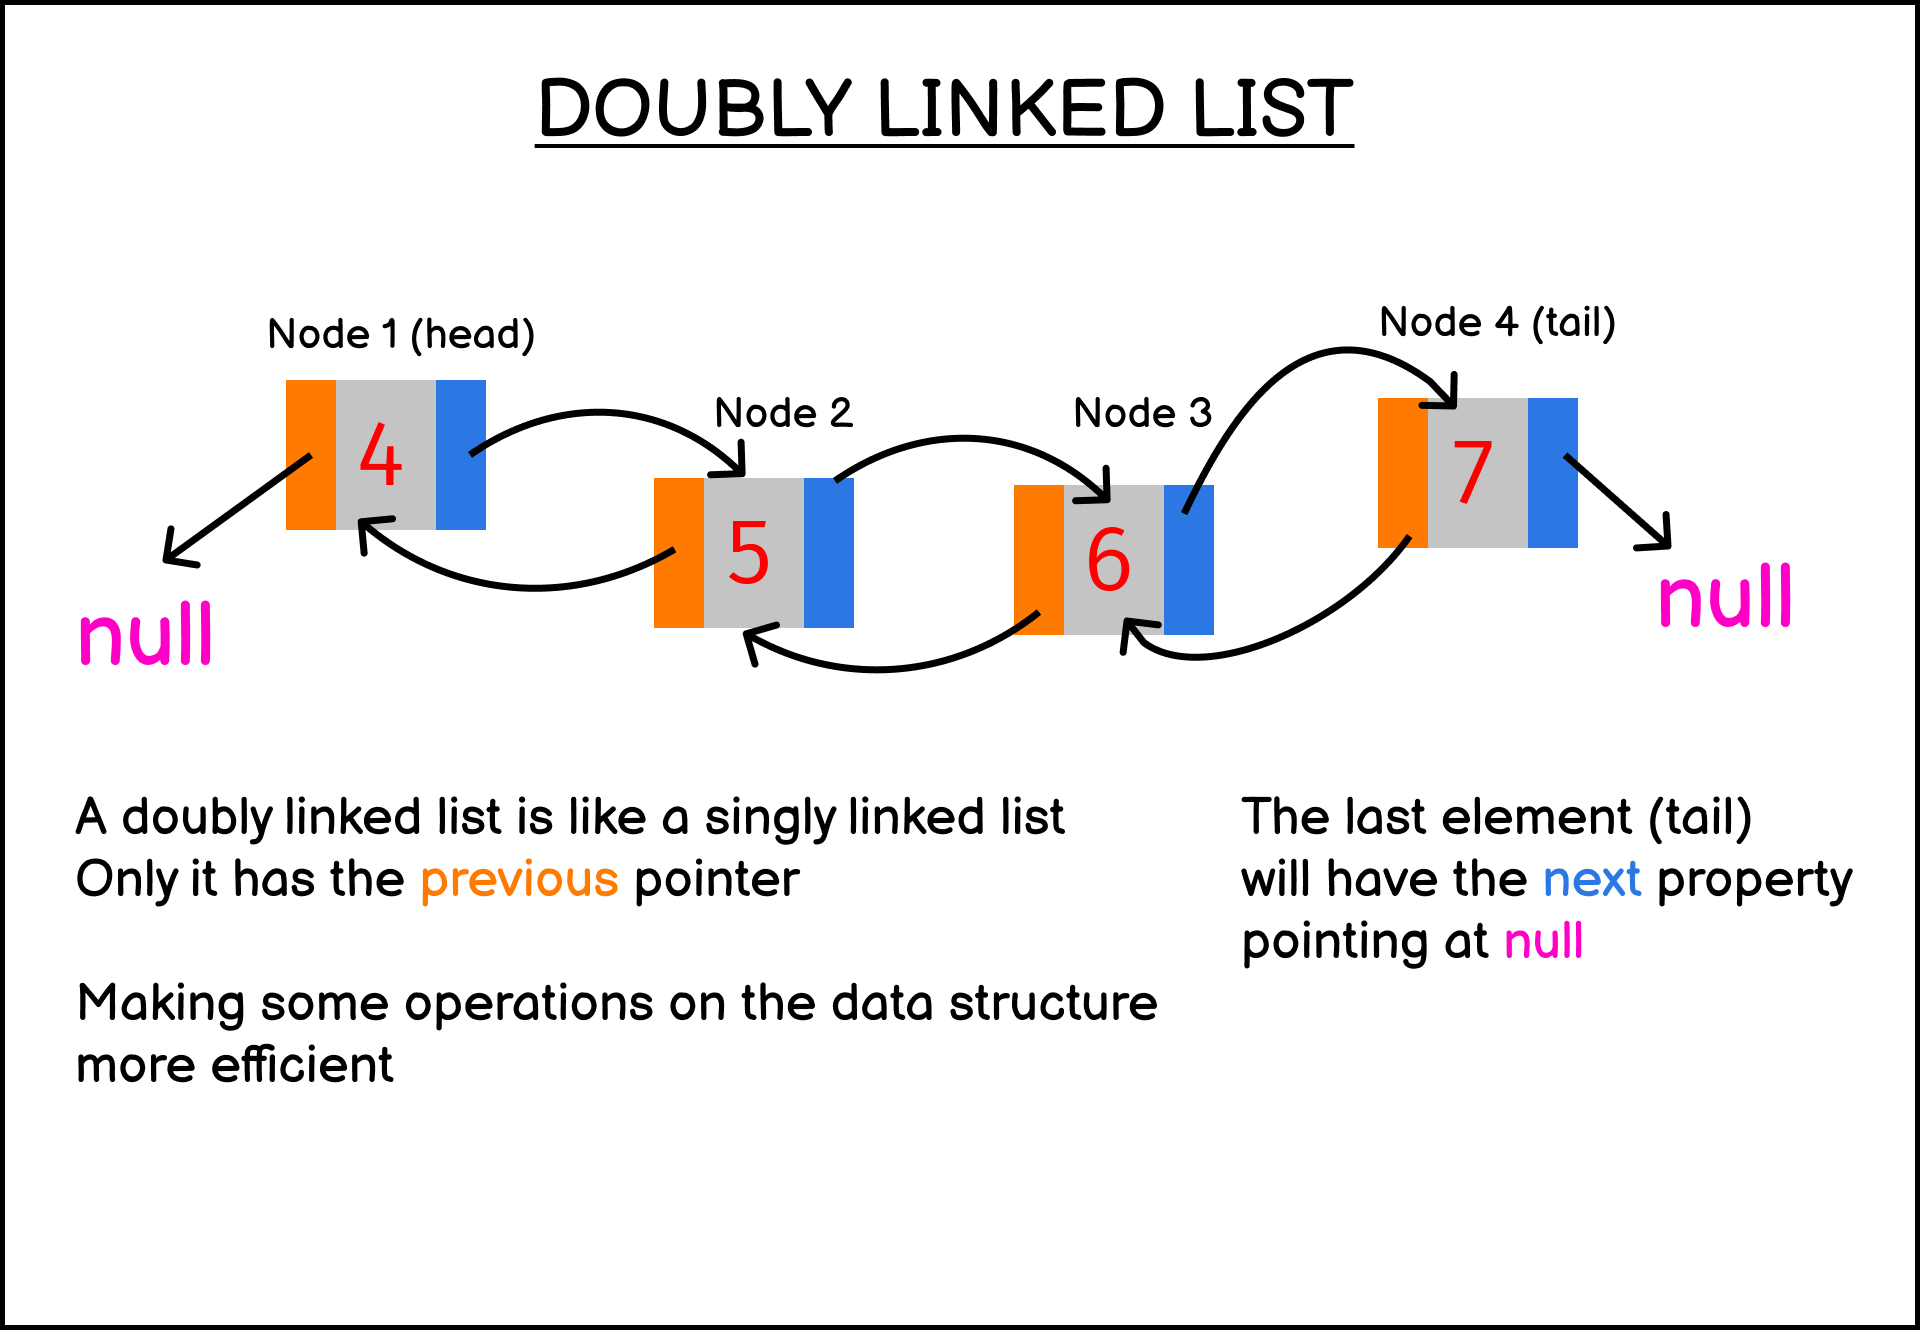 DOUBLY LINKED LIST
Node 1 (head)
Node 2
Node 3
Node 4 (tail)
4
5
6
7
null
null
A doubly linked list is like a singly linked list
Only it has the previous pointer
Making some operations on the data structure
more efficient
The last element (tail)
will have the next property
pointing at null